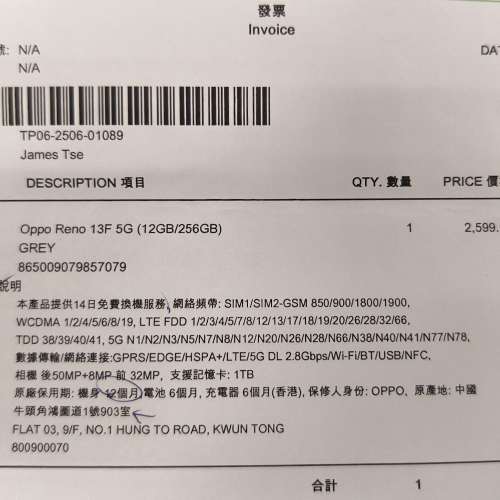 發票
Invoice
號: N/A
DAT
N/A
TP06-2506-01089
James Tse
DESCRIPTION 項目 QTY. 數量 PRICE 價
Oppo Reno 13F 5G (12GB/256GB) 1 2,599.
GREY
865009079857079
說明
本產品提供14日免費換機服務, 網絡頻帶: SIM1/SIM2-GSM 850/900/1800/1900,
WCDMA 1/2/4/5/6/8/19, LTE FDD 1/2/3/4/5/7/8/12/13/17/18/19/20/26/28/32/66,
TDD 38/39/40/41, 5G N1/N2/N3/N5/N7/N8/N12/N20/N26/N28/N66/N38/N40/N41/N77/N78,
數據傳輸/網絡連接:GPRS/EDGE/HSPA+/LTE/5G DL 2.8Gbps/Wi-Fi/BT/USB/NFC,
相機 後50MP+8MP 前 32MP, 支援記憶卡: 1TB
原廠保用期: 機身 12個月,電池 6個月, 充電器 6個月(香港), 保修人身份: OPPO, 原產地: 中國
牛頭角鴻圖道1號903室
FLAT 03, 9/F, NO.1 HUNG TO ROAD, KWUN TONG
800900070
合計 1